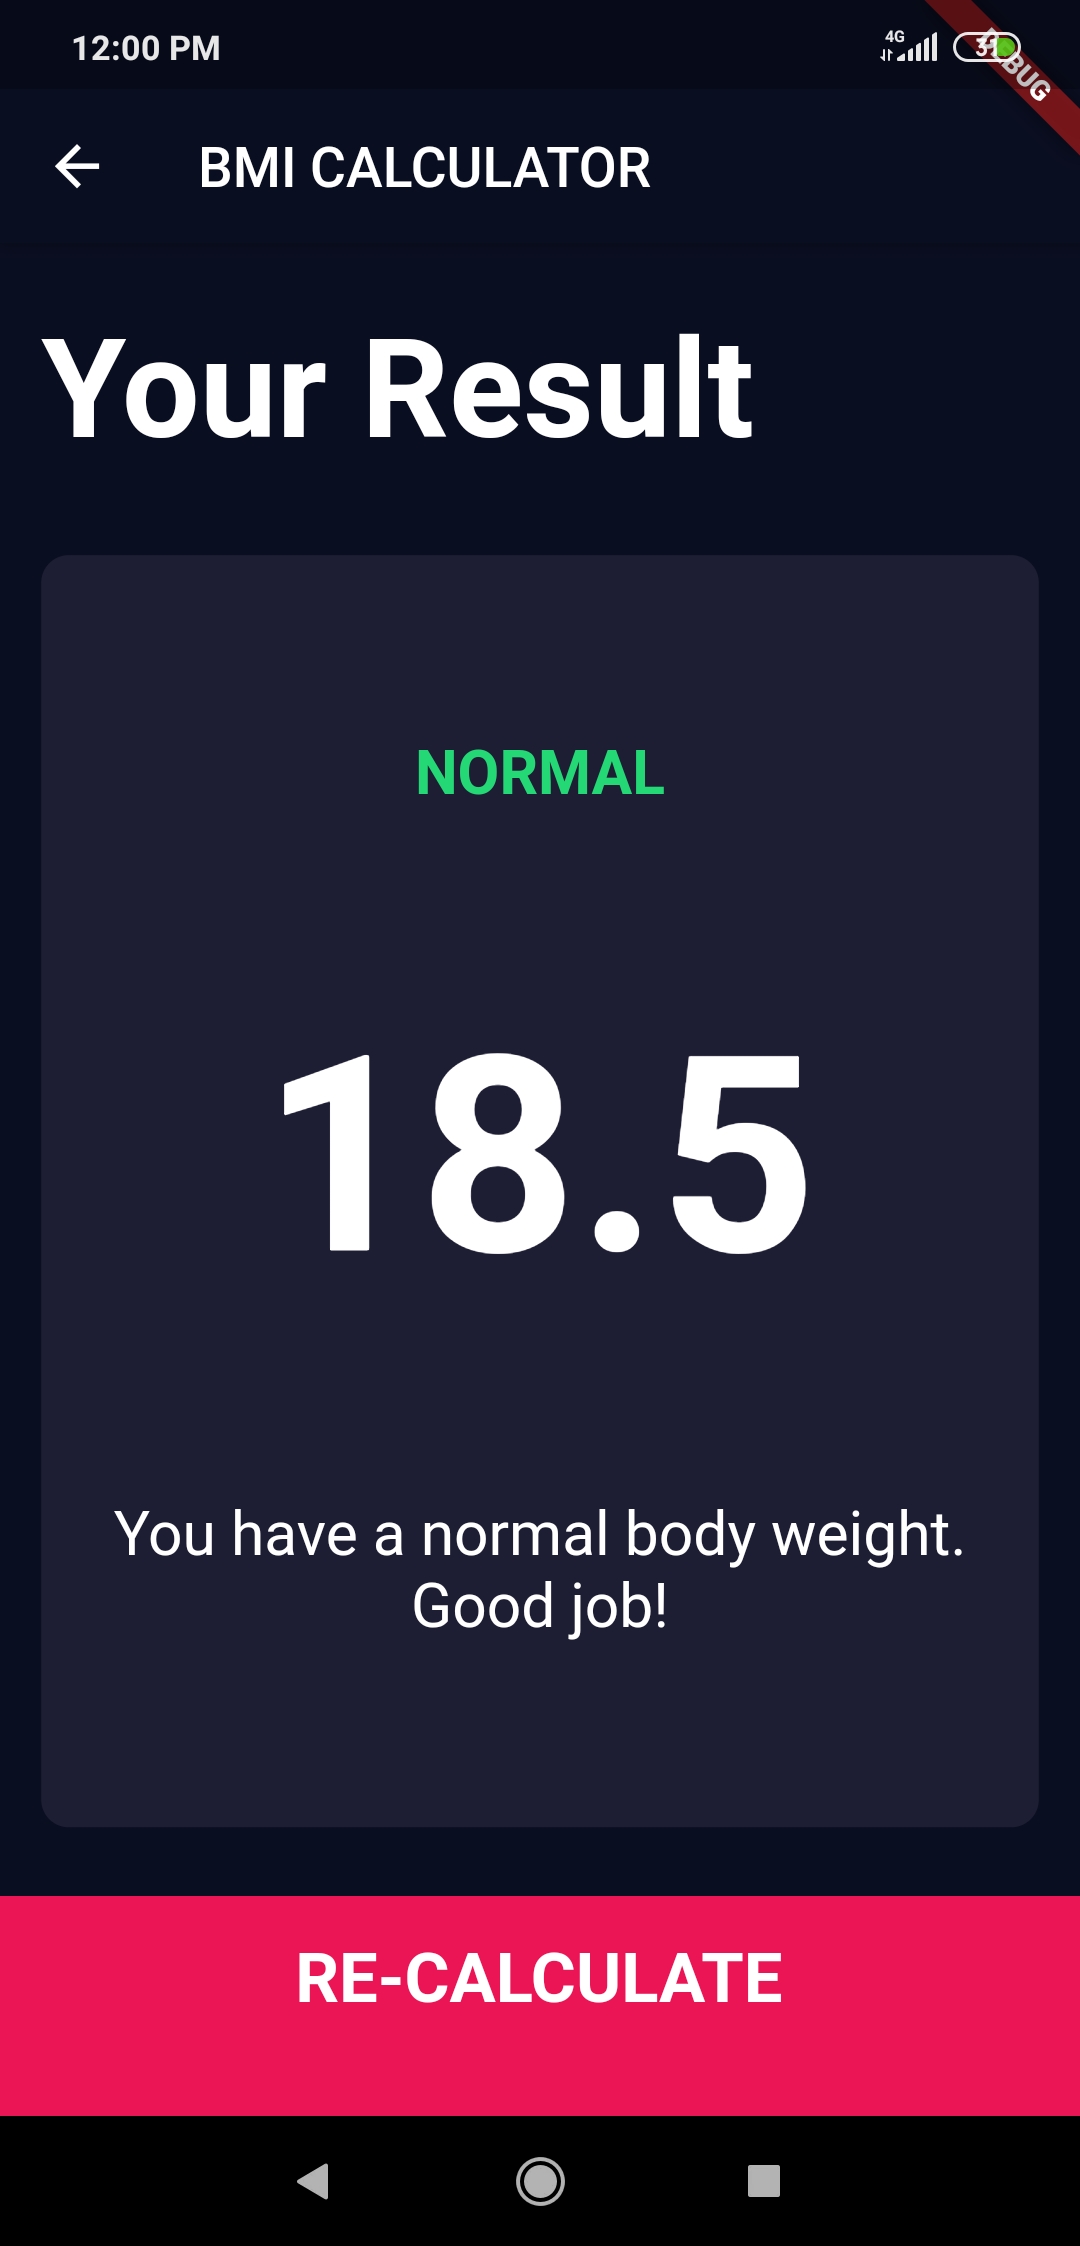 12:00 PM
4G
31
DEBUG
BMI CALCULATOR
Your Result
NORMAL
18.5
You have a normal body weight.
Good job!
RE-CALCULATE